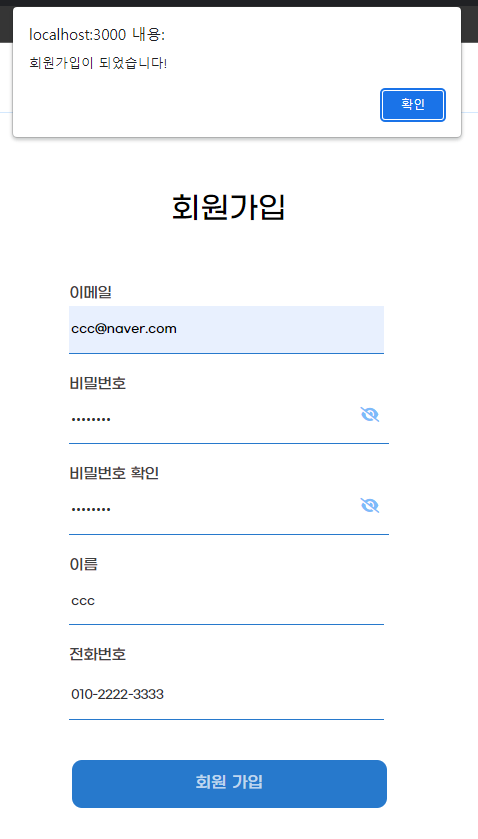 localhost:3000 내용:
회원가입이 되었습니다!
확인
회원가입
이메일
ccc@naver.com
비밀번호
••••••••
비밀번호 확인
••••••••
이름
ccc
전화번호
010-2222-3333
회원 가입